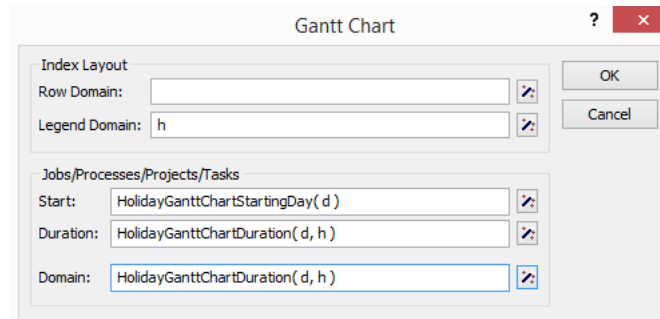 Gantt Chart
?
×
Index Layout
Row Domain:
Legend Domain: h
OK
Cancel
Jobs/Processes/Projects/Tasks
Start: HolidayGanttChartStartingDay( d )
Duration: HolidayGanttChartDuration( d, h )
Domain: HolidayGanttChartDuration( d, h )